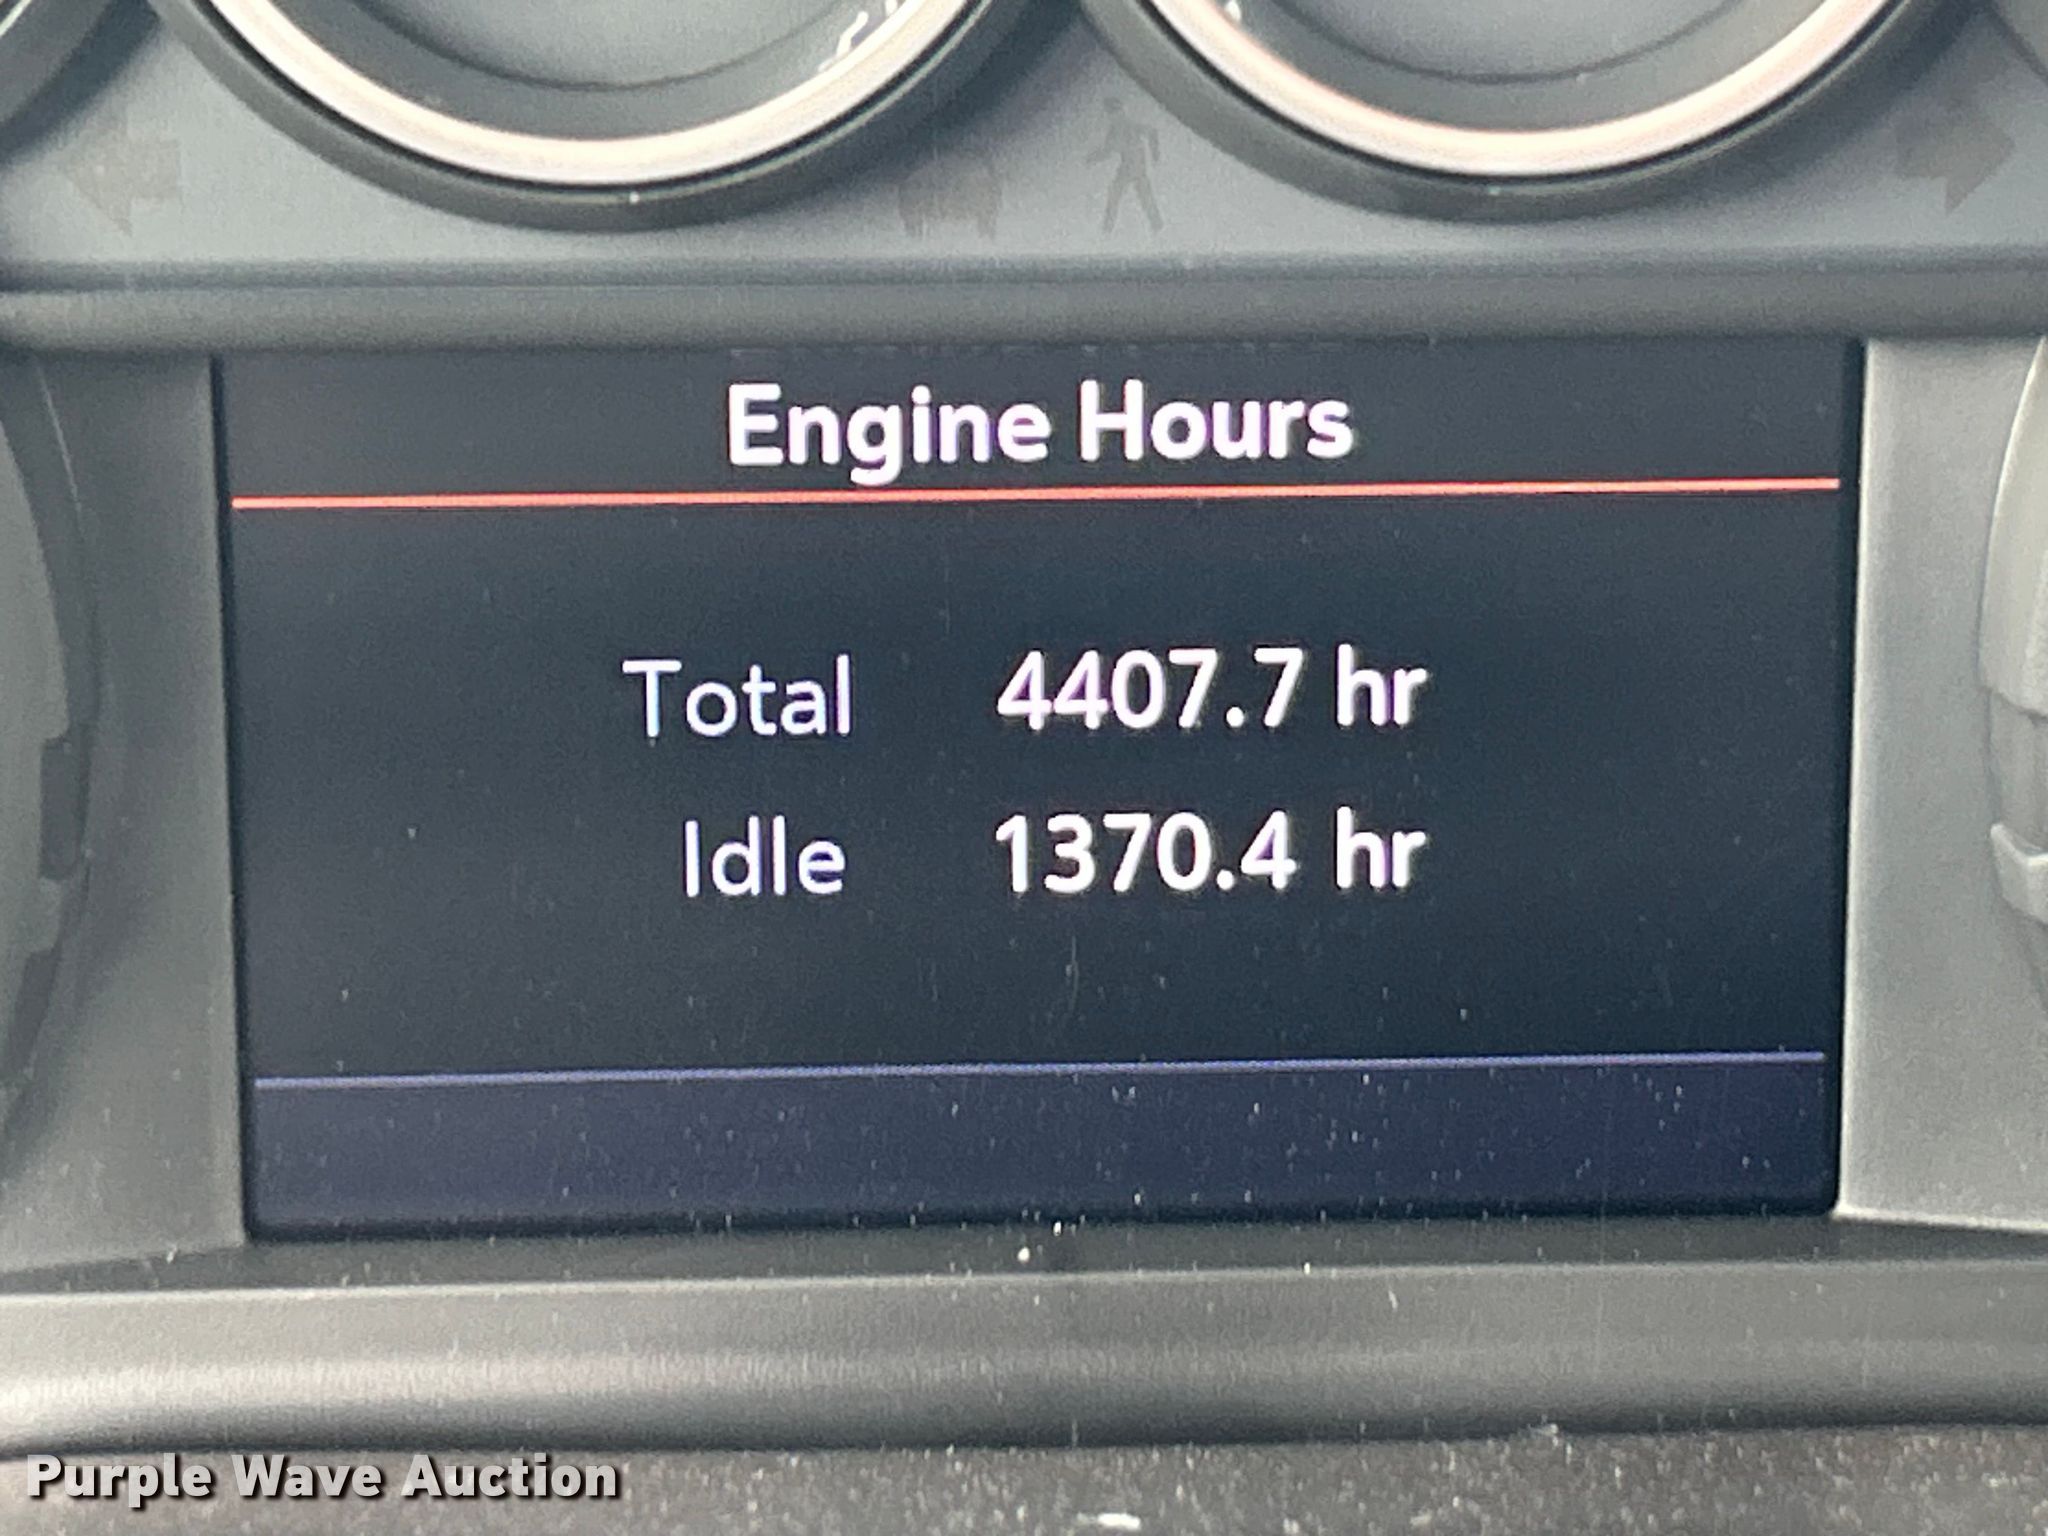 Engine Hours
Total 4407.7 hr
Idle 1370.4 hr
Purple Wave Auction